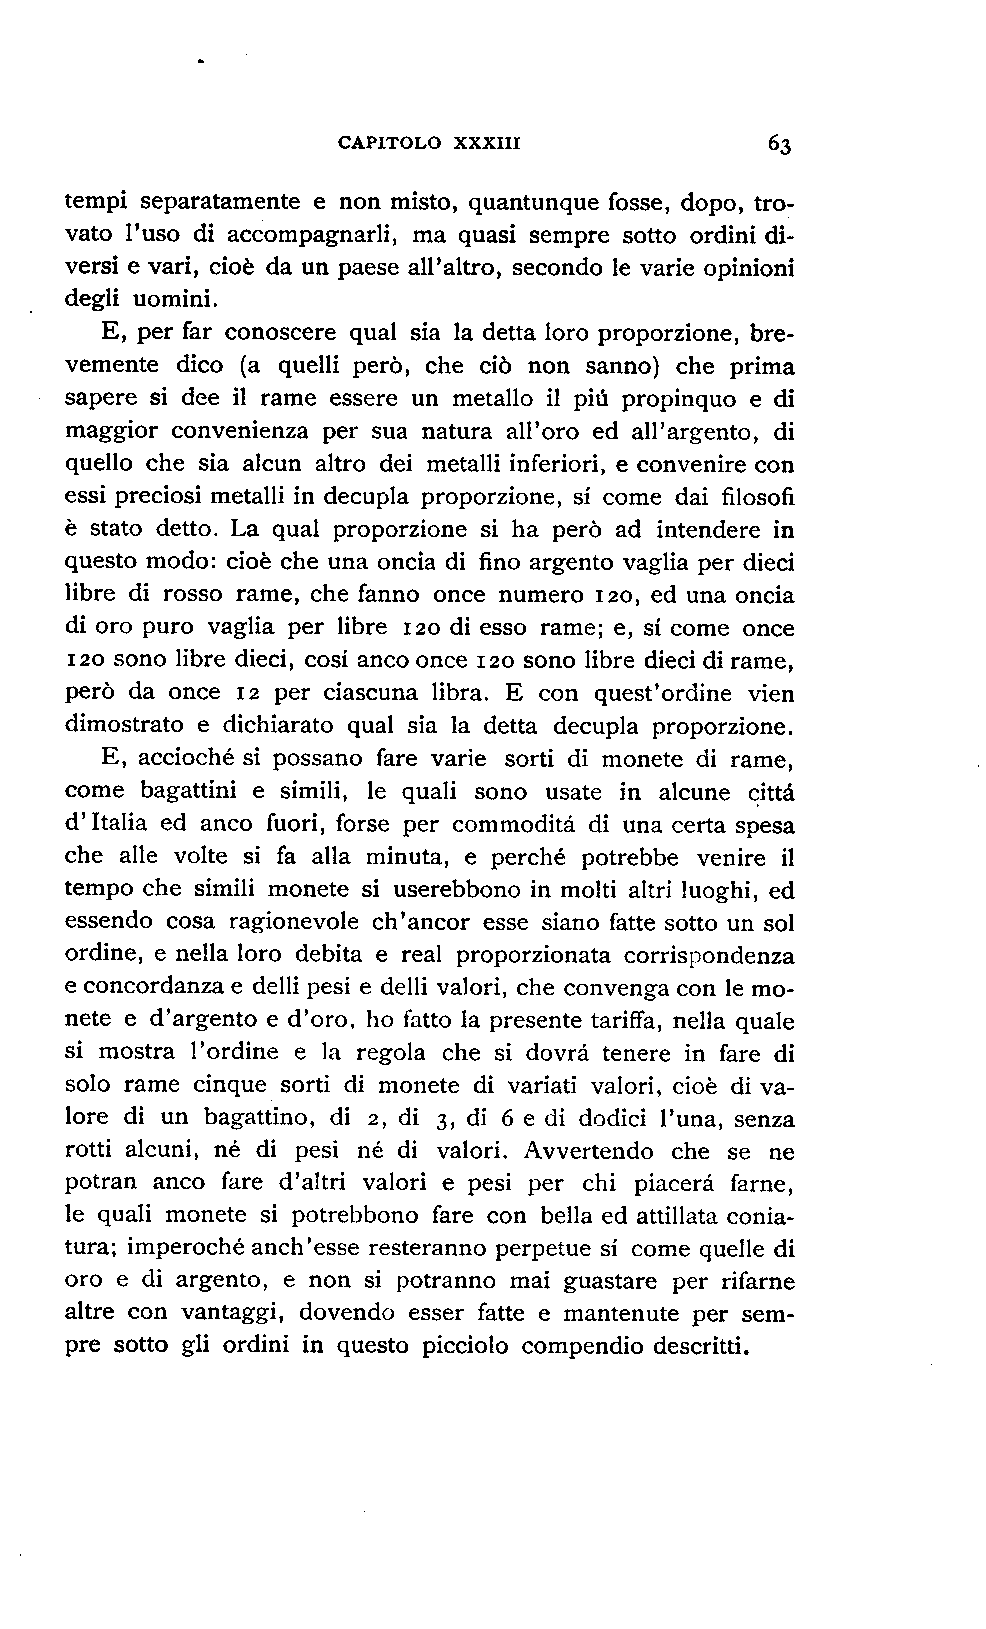 CAPITOLO XXXIII 63
tempi separatamente e non misto, quantunque fosse, dopo, tro-
vato l'uso di accompagnarli, ma quasi sempre sotto ordini di-
versi e vari, cioè da un paese all'altro, secondo le varie opinioni
degli uomini.
E, per far conoscere qual sia la detta loro proporzione, bre-
vemente dico (a quelli però, che ciò non sanno) che prima
sapere si dee il rame essere un metallo il piú propinquo e di
maggior convenienza per sua natura all'oro ed all'argento, di
quello che sia alcun altro dei metalli inferiori, e convenire con
essi preciosi metalli in decupla proporzione, sí come dai filosofi
è stato detto. La qual proporzione si ha però ad intendere in
questo modo: cioè che una oncia di fino argento vaglia per dieci
libre di rosso rame, che fanno once numero 120, ed una oncia
di oro puro vaglia per libre 120 di esso rame; e, sí come once
120 sono libre dieci, cosí anco once 120 sono libre dieci di rame,
però da once 12 per ciascuna libra. E con quest'ordine vien
dimostrato e dichiarato qual sia la detta decupla proporzione.
E, accioché si possano fare varie sorti di monete di rame,
come bagattini e simili, le quali sono usate in alcune cittá
d'Italia ed anco fuori, forse per commoditá di una certa spesa
che alle volte si fa alla minuta, e perché potrebbe venire il
tempo che simili monete si userebbono in molti altri luoghi, ed
essendo cosa ragionevole ch'ancor esse siano fatte sotto un sol
ordine, e nella loro debita e real proporzionata corrispondenza
e concordanza e delli pesi e delli valori, che convenga con le mo-
nete e d'argento e d'oro, ho fatto la presente tariffa, nella quale
si mostra l'ordine e la regola che si dovrá tenere in fare di
solo rame cinque sorti di monete di variati valori, cioè di va-
lore di un bagattino, di 2, di 3, di 6 e di dodici l'una, senza
rotti alcuni, né di pesi né di valori. Avvertendo che se ne
potran anco fare d'altri valori e pesi per chi piacerá farne,
le quali monete si potrebbono fare con bella ed attillata conia-
tura; imperoché anch'esse resteranno perpetue sí come quelle di
oro e di argento, e non si potranno mai guastare per rifarne
altre con vantaggi, dovendo esser fatte e mantenute per sem-
pre sotto gli ordini in questo picciolo compendio descritti.